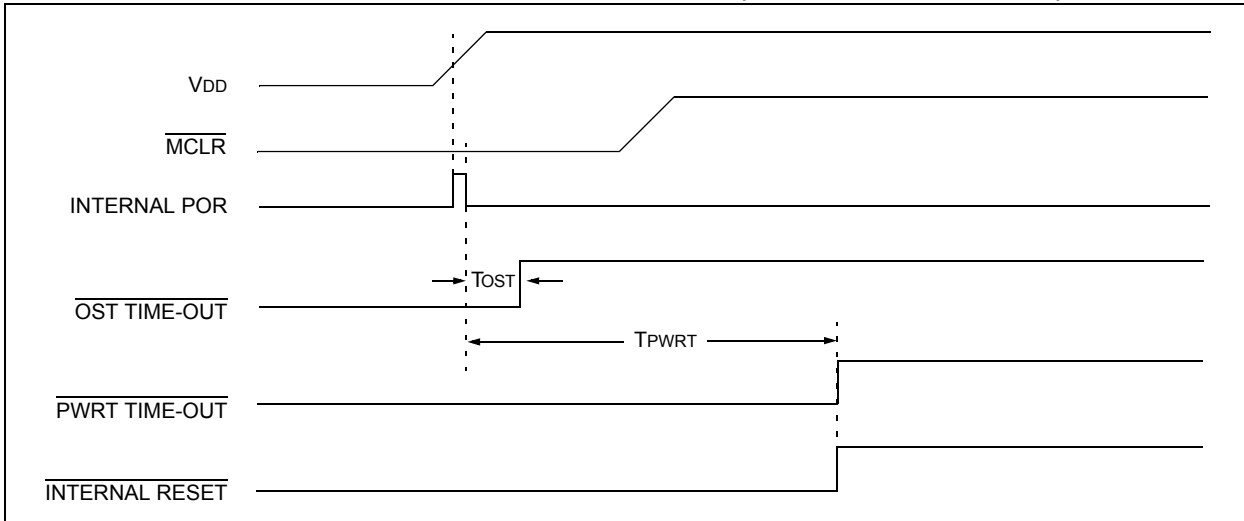 VDD
MCLR
INTERNAL POR
TOST
OST TIME-OUT
TPWRT
PWRT TIME-OUT
INTERNAL RESET